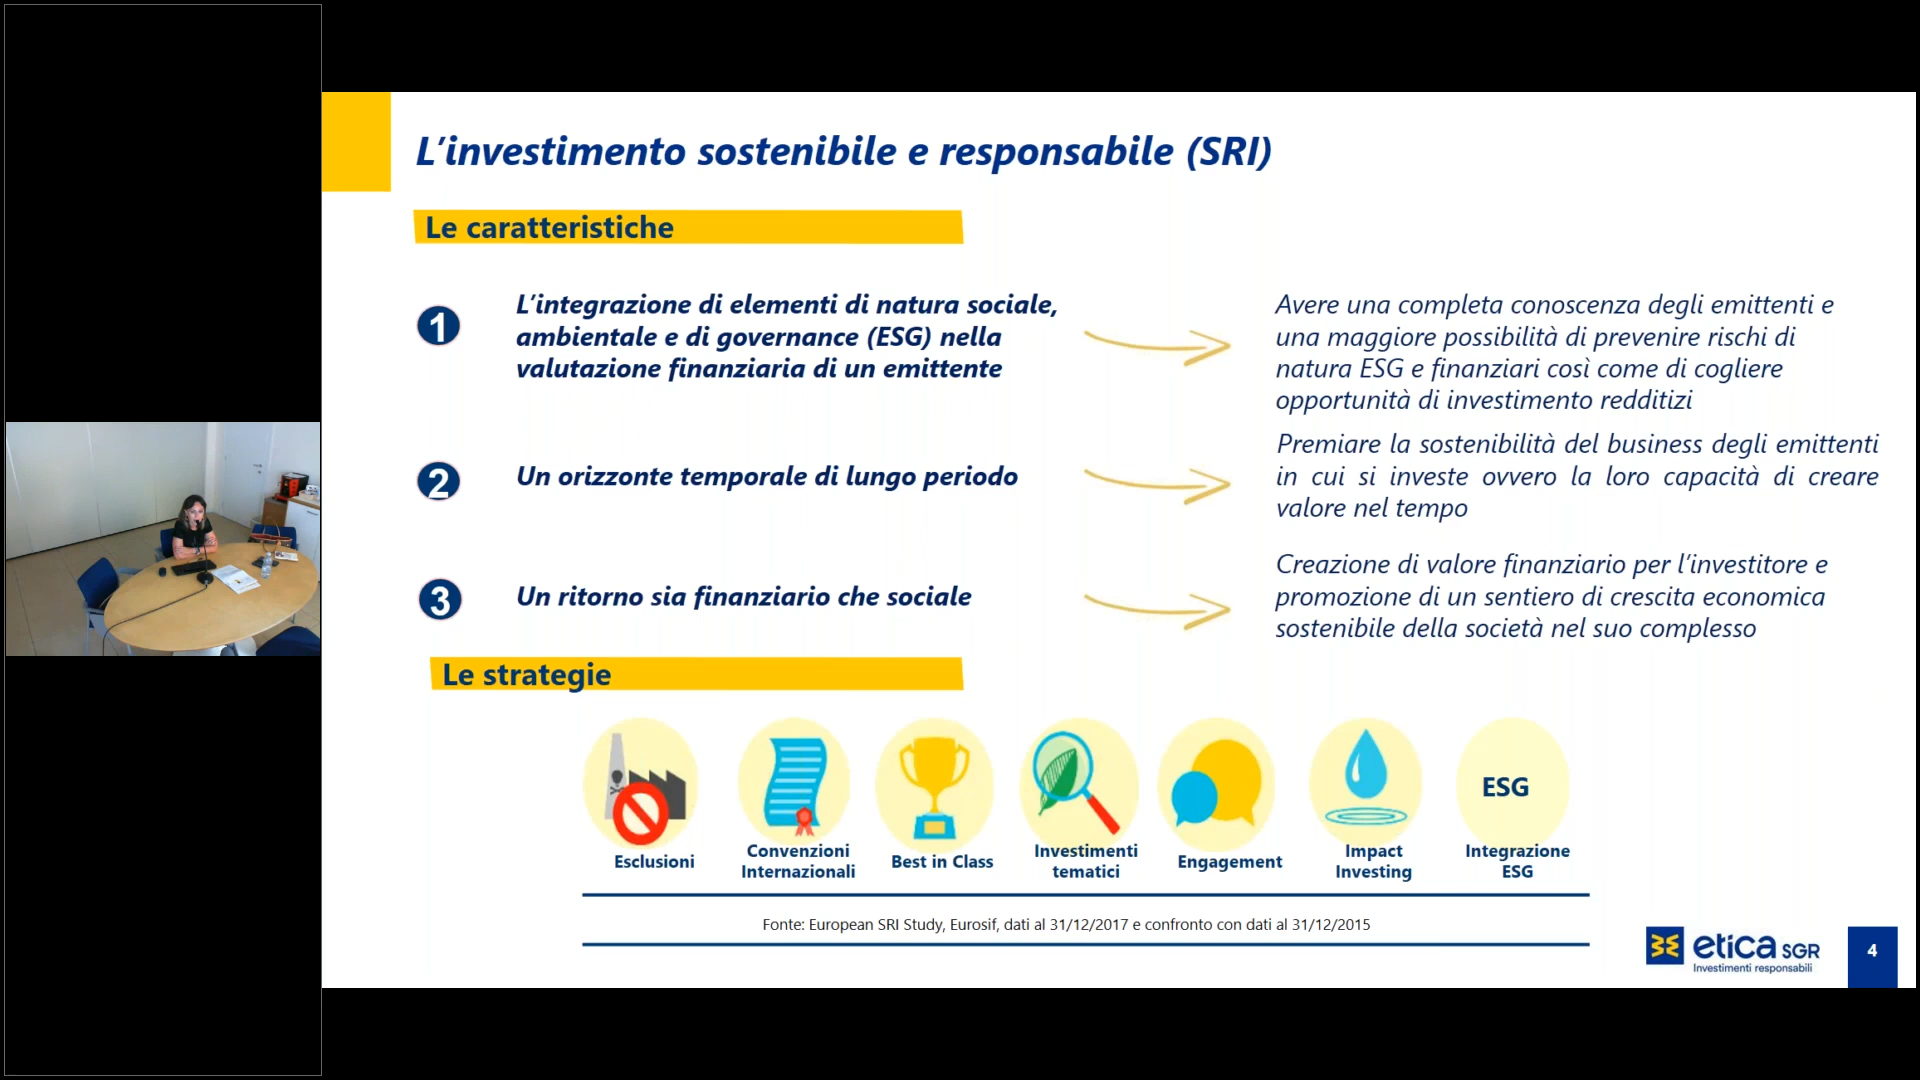 L’investimento sostenibile e responsabile (SRI)
Le caratteristiche
1
L’integrazione di elementi di natura sociale,
ambientale e di governance (ESG) nella
valutazione finanziaria di un emittente
Avere una completa conoscenza degli emittenti e
una maggiore possibilità di prevenire rischi di
natura ESG e finanziari così come di cogliere
opportunità di investimento redditizi
2
Un orizzonte temporale di lungo periodo
Premiare la sostenibilità del business degli emittenti
in cui si investe ovvero la loro capacità di creare
valore nel tempo
3
Un ritorno sia finanziario che sociale
Creazione di valore finanziario per l’investitore e
promozione di un sentiero di crescita economica
sostenibile della società nel suo complesso
Le strategie
Esclusioni
Convenzioni
Internazionali
Best in Class
Investimenti
tematici
Engagement
Impact
Investing
ESG
Integrazione
ESG
Fonte: European SRI Study, Eurosif, dati al 31/12/2017 e confronto con dati al 31/12/2015
etica SGR
Investimenti responsabili
4